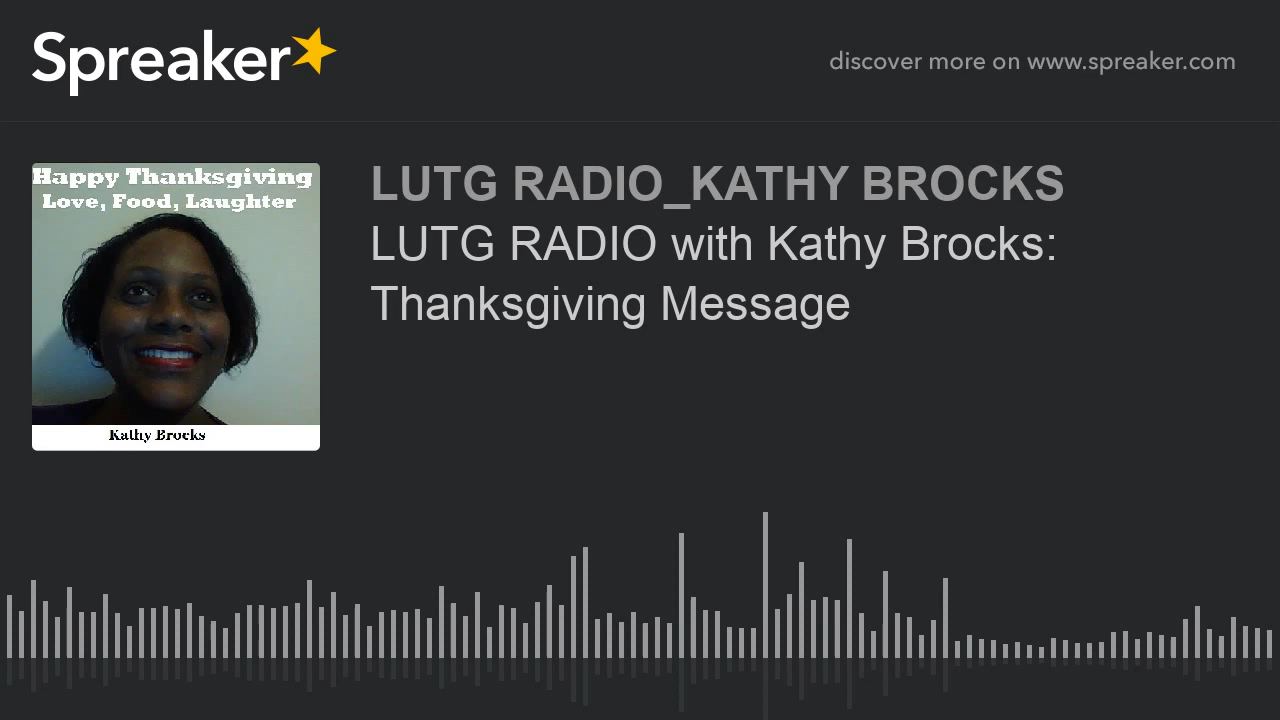 Spreaker
discover more on www.spreaker.com
Happy Thanksgiving
Love, Food, Laughter
Kathy Brocks
LUTG RADIO_KATHY BROCKS
LUTG RADIO with Kathy Brocks:
Thanksgiving Message